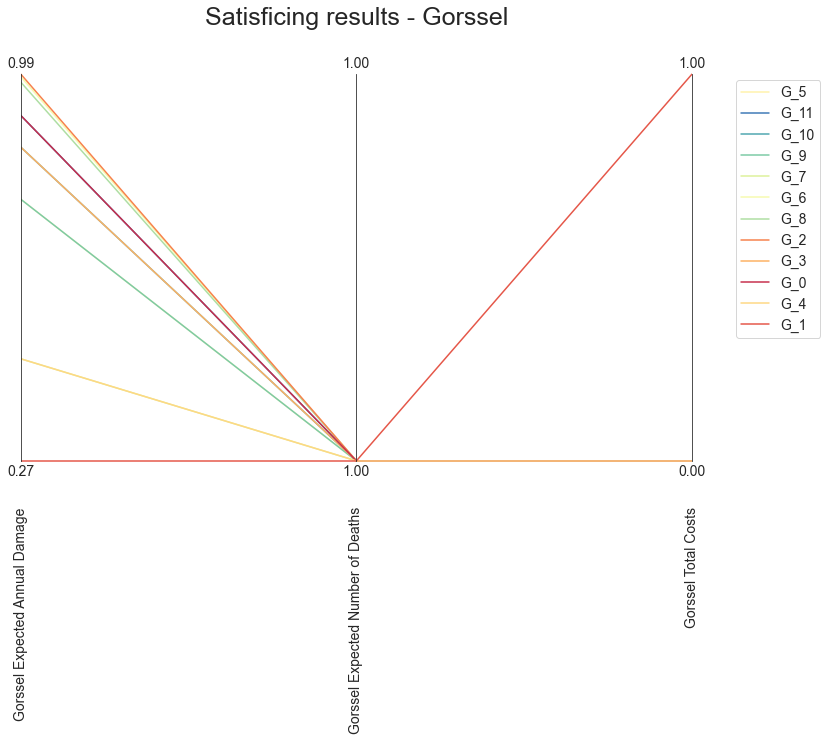 Satisficing results - Gorssel
0.99
1.00
1.00
G_5
G_11
G_10
G_9
G_7
G_6
G_8
G_2
G_3
G_0
G_4
G_1
0.27
1.00
0.00
Gorssel Expected Annual Damage
Gorssel Expected Number of Deaths
Gorssel Total Costs